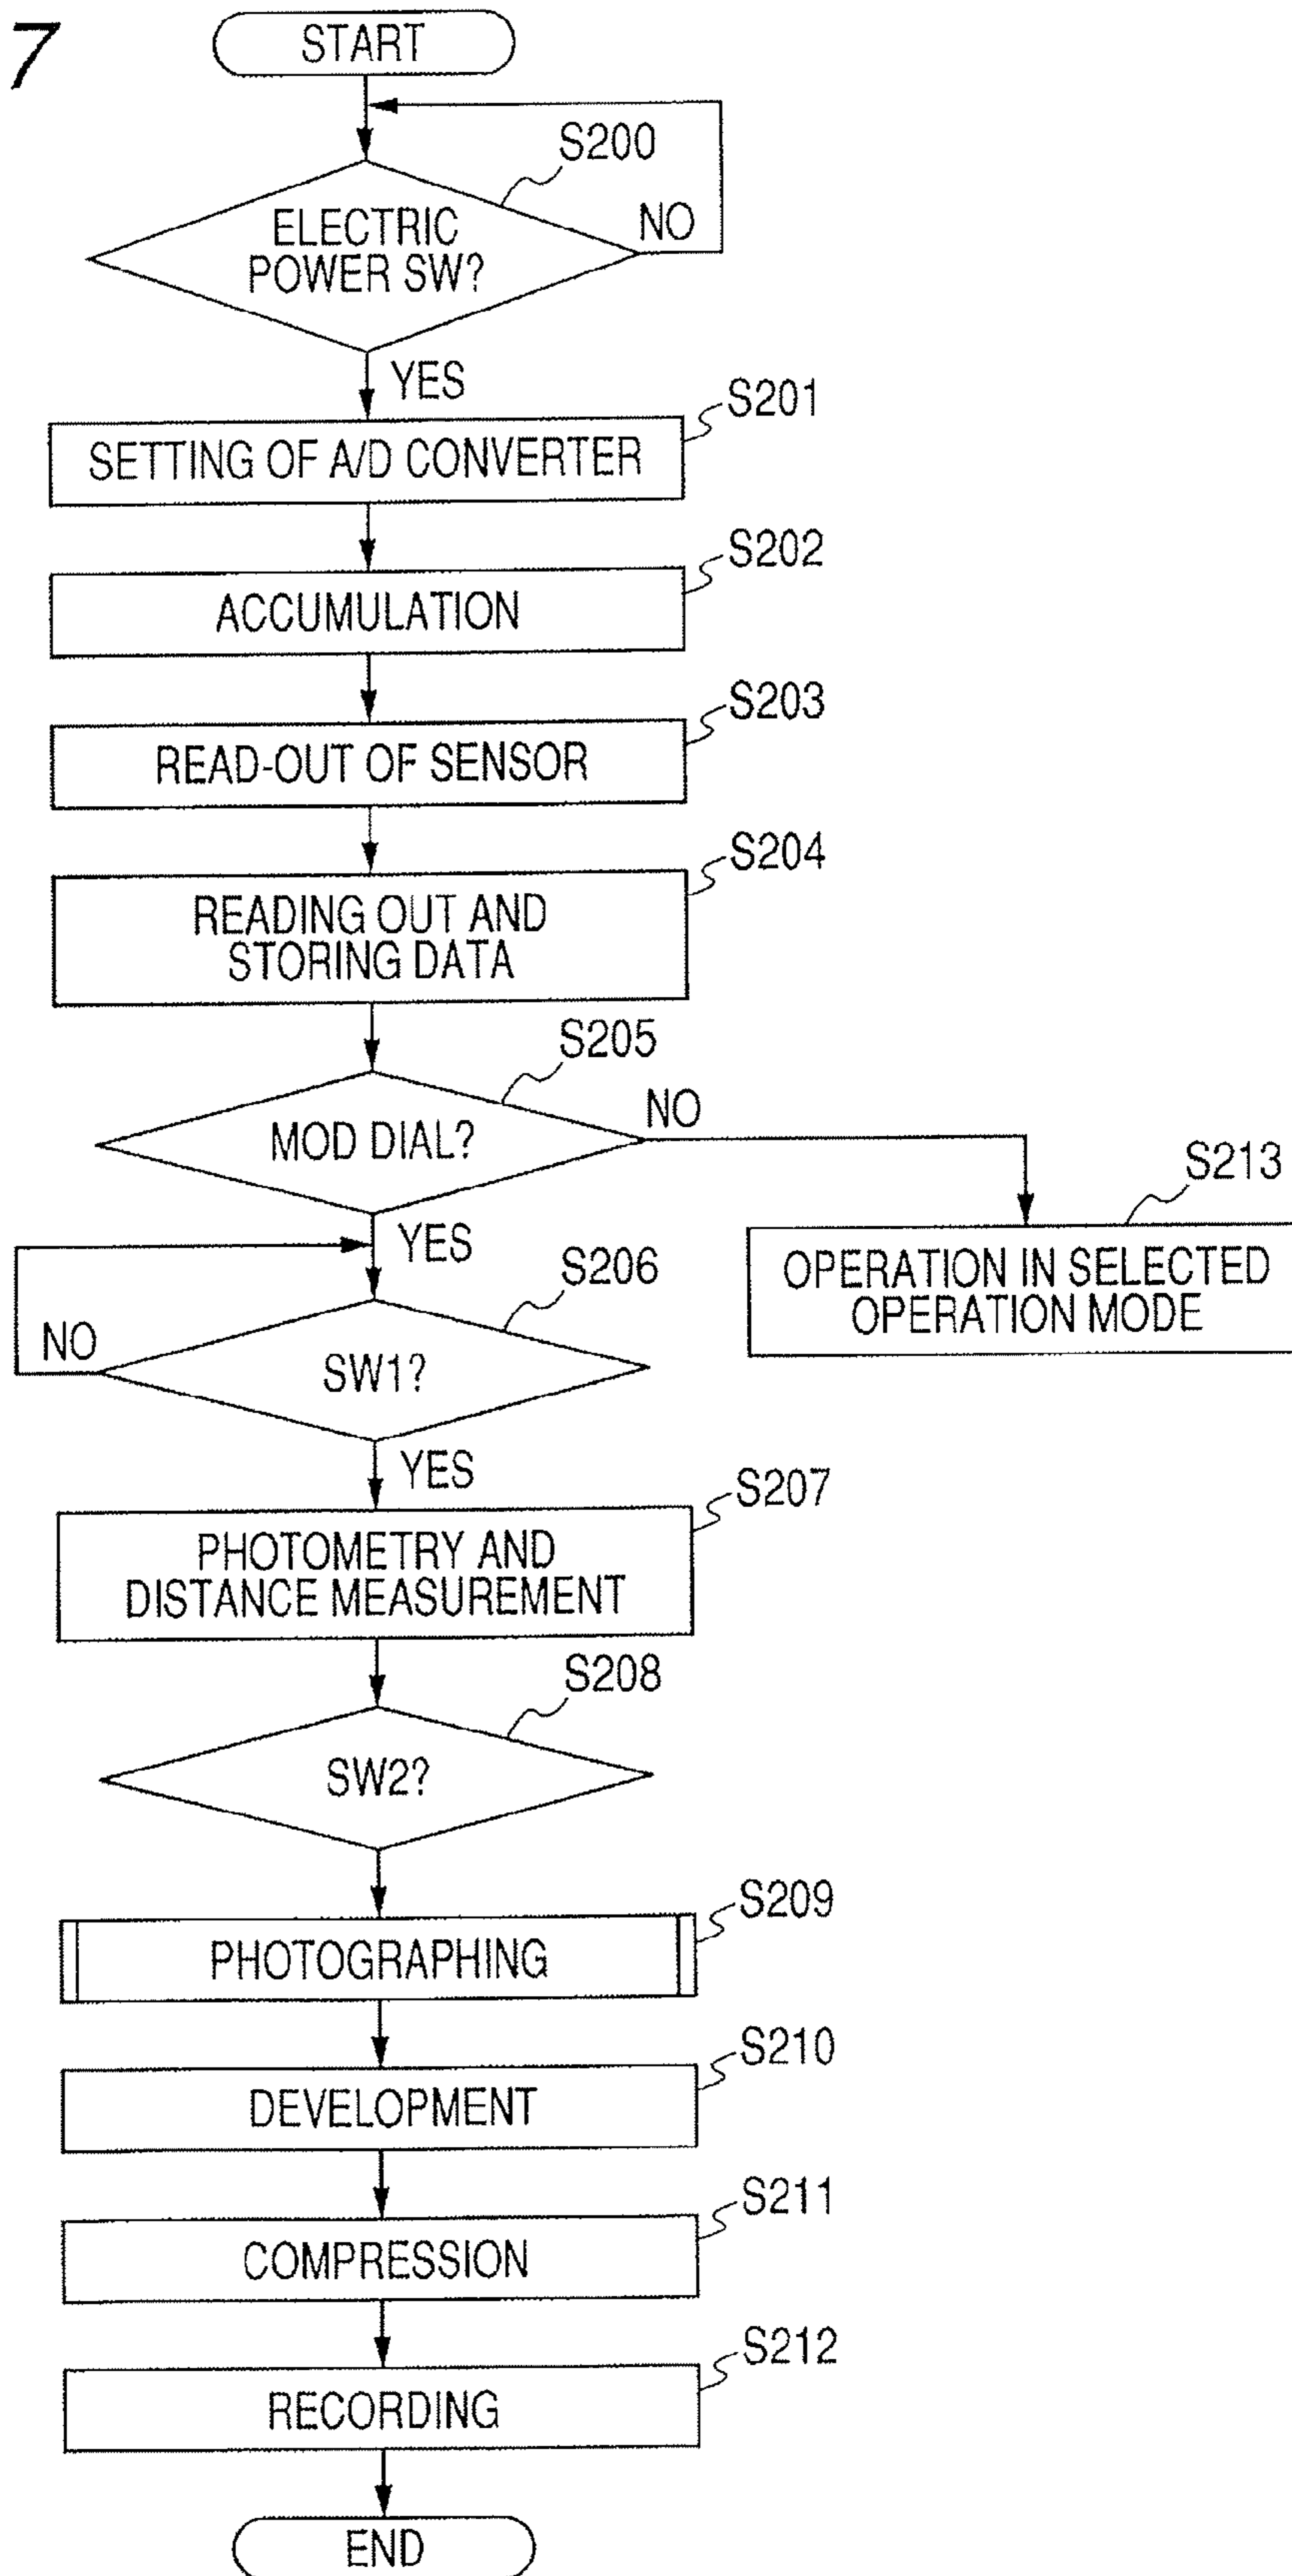 7
START
S200
ELECTRIC
POWER SW?
NO
YES
S201
SETTING OF A/D CONVERTER
S202
ACCUMULATION
S203
READ-OUT OF SENSOR
S204
READING OUT AND
STORING DATA
S205
MOD DIAL?
NO
YES
S213
OPERATION IN SELECTED
OPERATION MODE
S206
SW1?
NO
YES
S207
PHOTOMETRY AND
DISTANCE MEASUREMENT
S208
SW2?
S209
PHOTOGRAPHING
S210
DEVELOPMENT
S211
COMPRESSION
S212
RECORDING
END